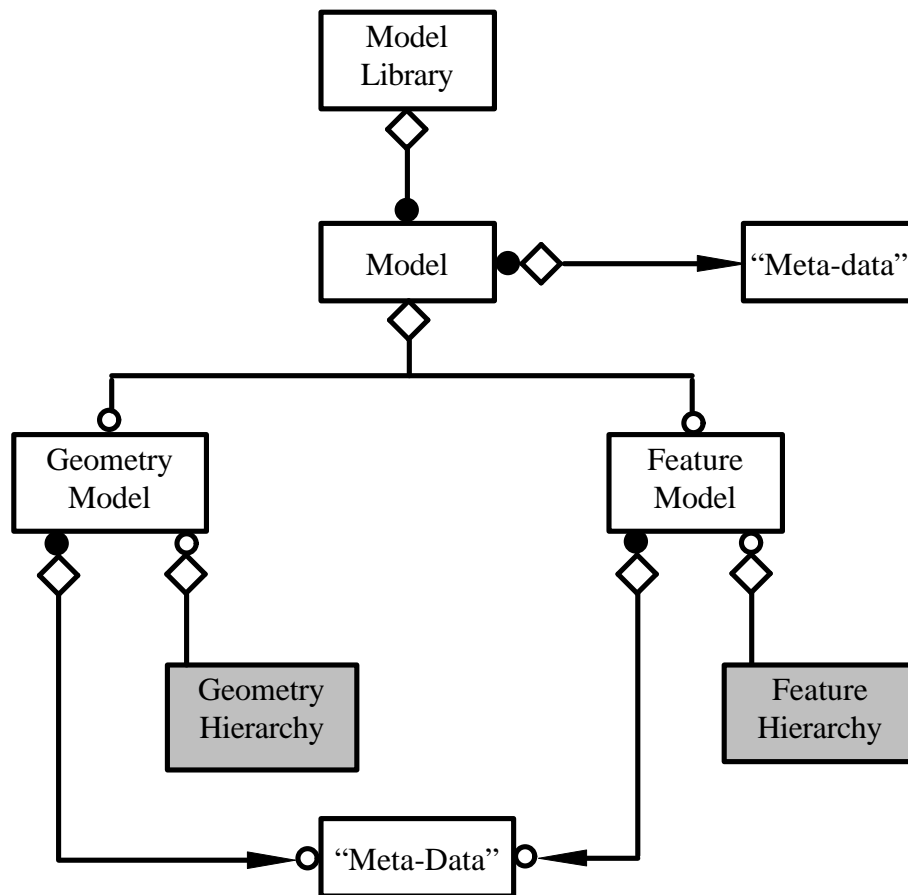 Model
Library
Model
“Meta-data”
Geometry
Model
Feature
Model
Geometry
Hierarchy
Feature
Hierarchy
“Meta-Data”